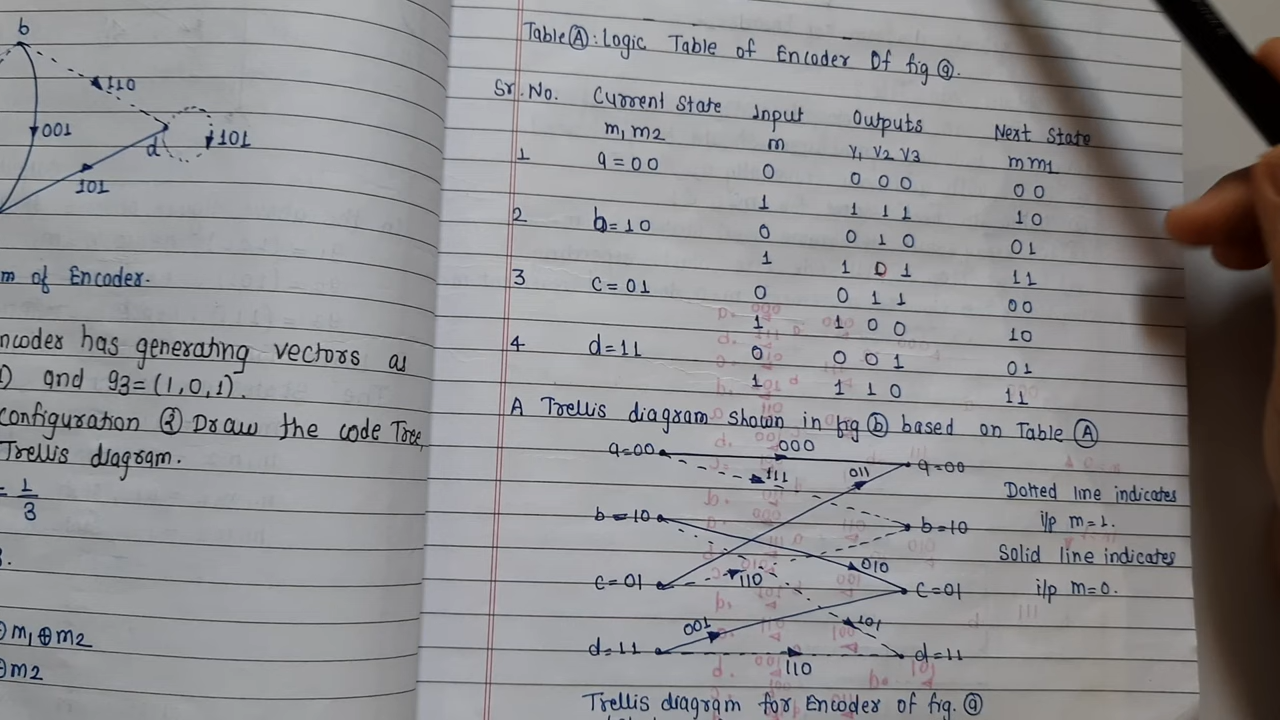 b
110
001
d
101
101
m of Encoder.
ncoder has generating vectors as
1) and g3=(1,0,1).
configuration ② Draw the code Tree,
Trellis diagram.
= 1/3
⊕m1⊕m2
⊕m2
Table Ⓐ: Logic Table of Encoder Of fig ⓐ.
Sr. No. Current State Input Outputs Next State
m1 m2 m v1 v2 v3 m m1
1 a=00 0 0 0 0 0 0
1 1 1 1 1 0
2 b=10 0 0 1 0 0 1
1 1 0 1 1 1
3 c=01 0 0 1 1 0 0
1 1 0 0 1 0
4 d=11 0 0 0 1 0 1
1 1 1 0 1 1
A Trellis diagram shown in fig ⓑ based on Table Ⓐ
a=00 000 a=00
111 011
b=10 b=10
010
c=01 110 c=01
001 101
d=11 110 d=11
Dotted line indicates
i/p m=1.
Solid line indicates
i/p m=0.
Trellis diagram for Encoder of fig. ⓐ